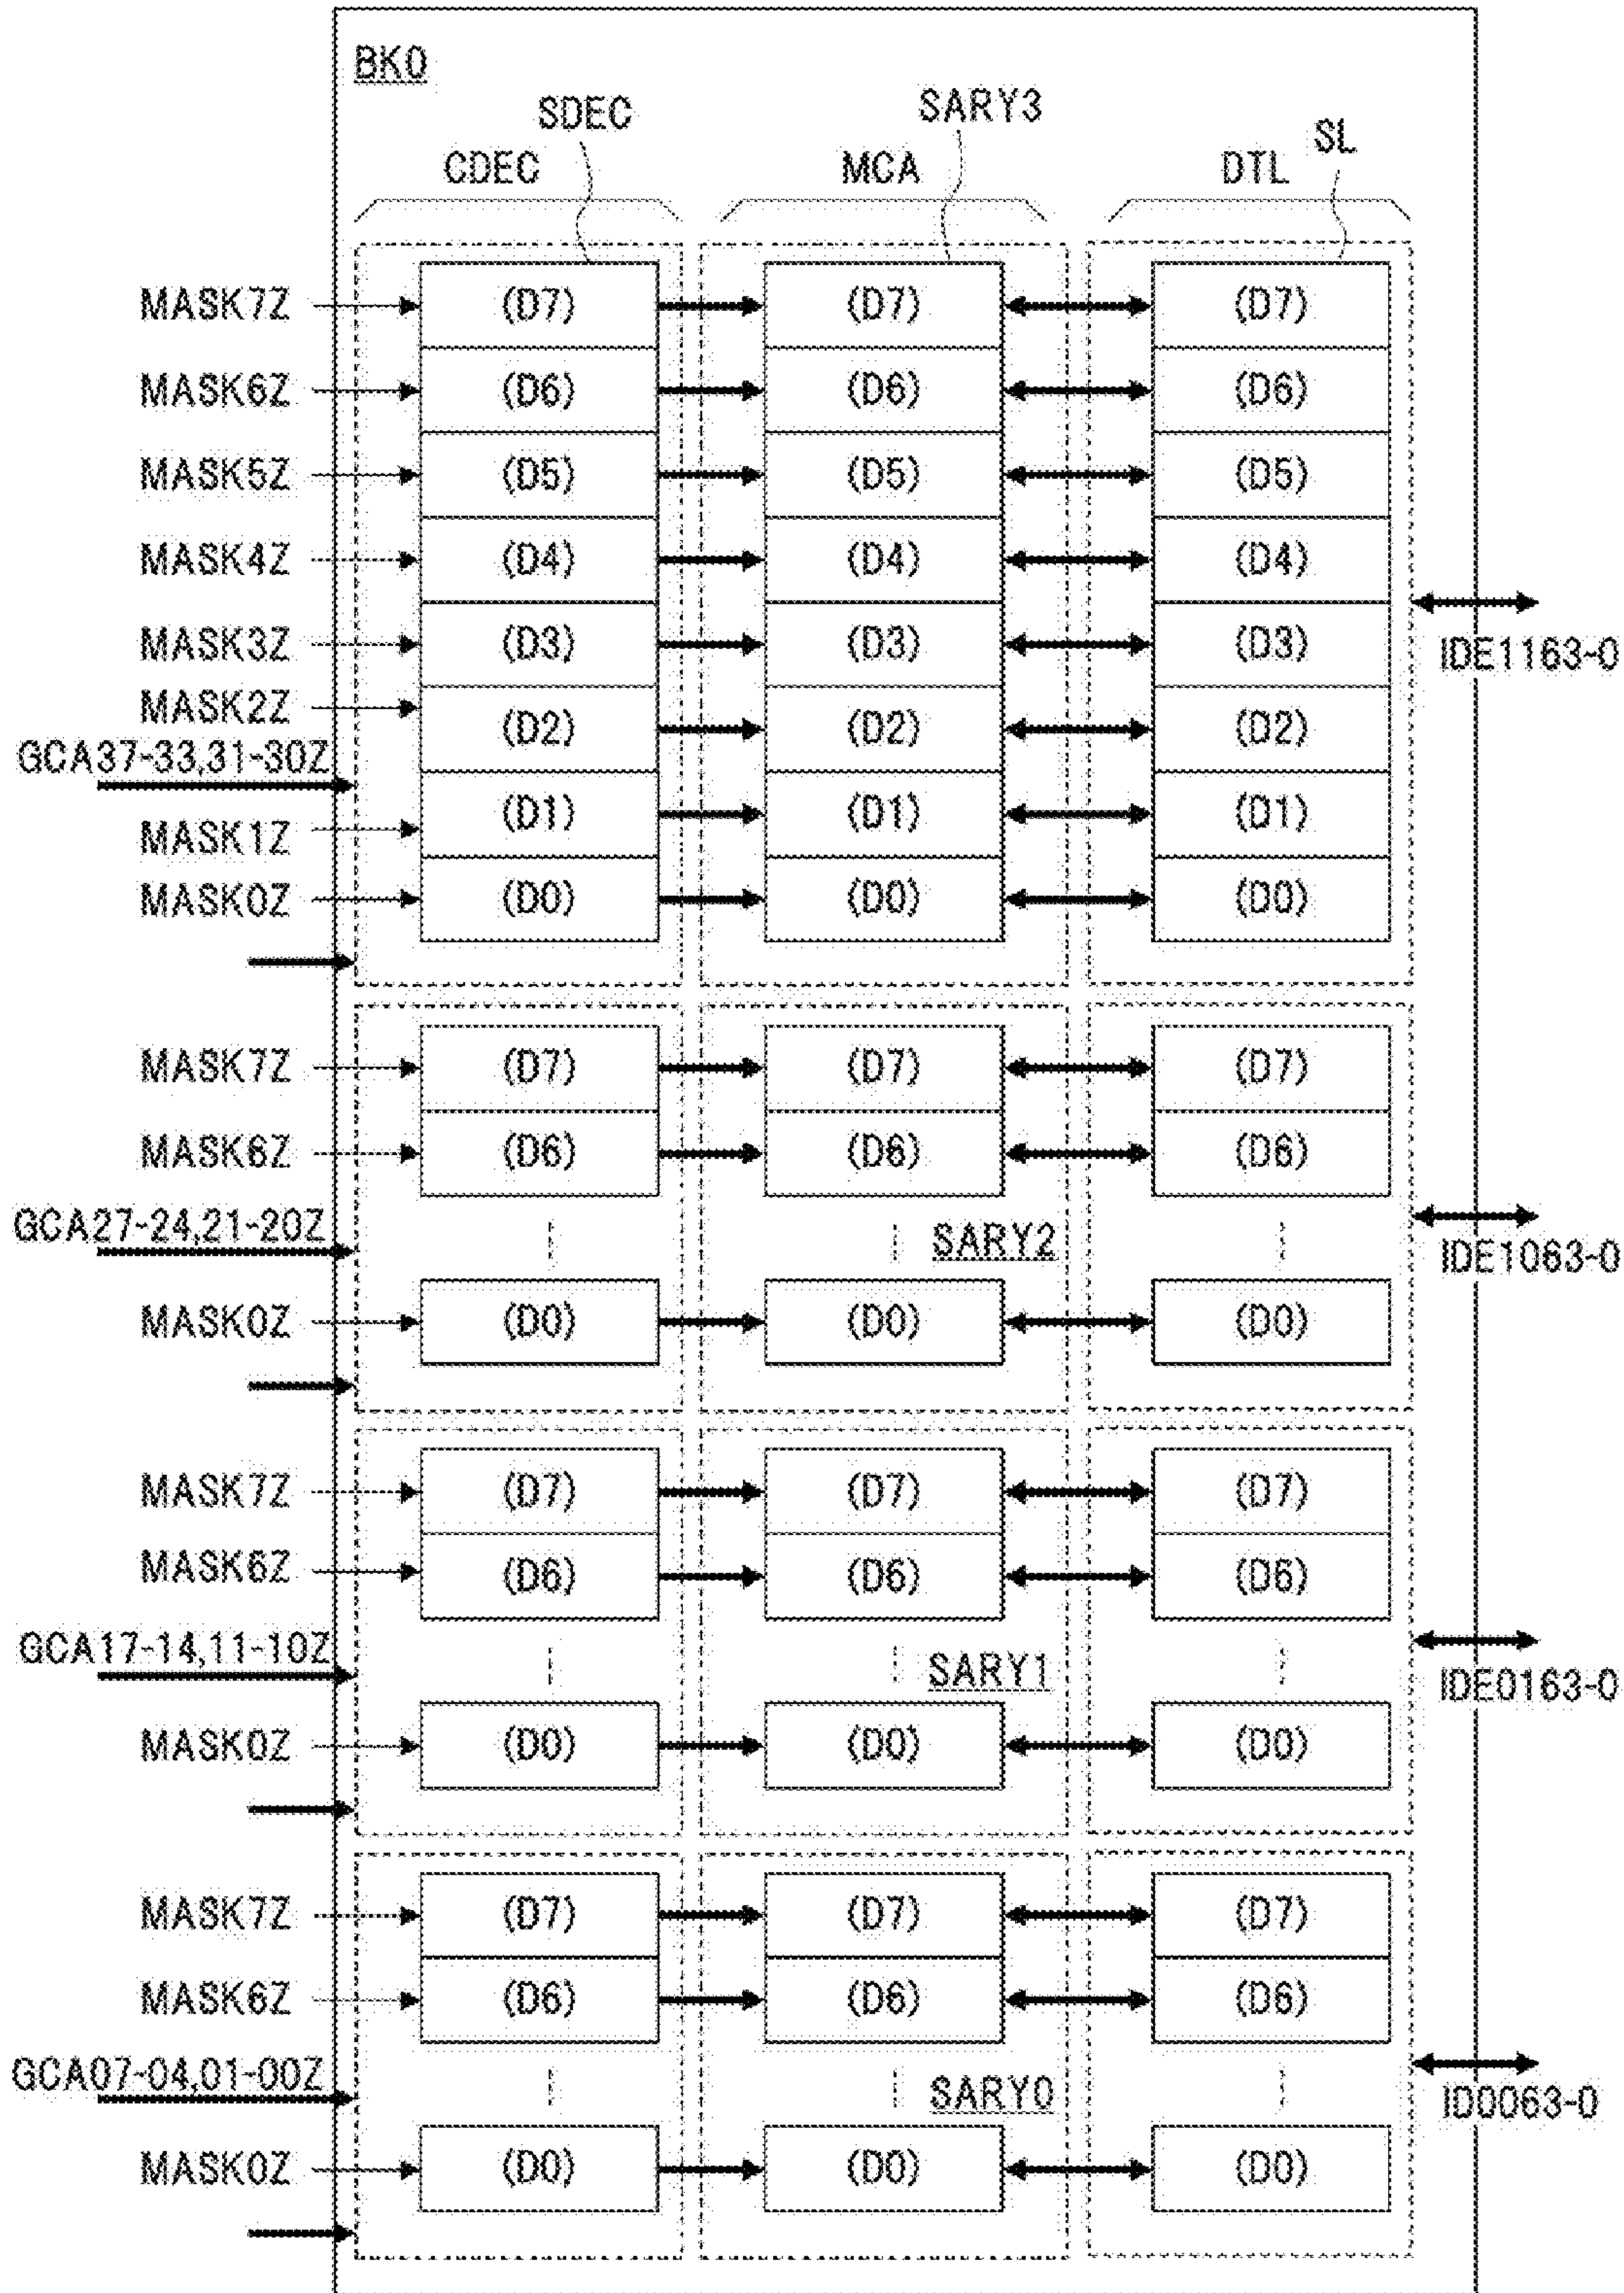 BK0
SDEC SARY3 SL
CDEC MCA DTL
MASK7Z (D7) (D7) (D7)
MASK6Z (D6) (D6) (D6)
MASK5Z (D5) (D5) (D5)
MASK4Z (D4) (D4) (D4)
MASK3Z (D3) (D3) (D3)
IDE1163-0
MASK2Z (D2) (D2) (D2)
GCA37-33,31-30Z
MASK1Z (D1) (D1) (D1)
MASK0Z (D0) (D0) (D0)
MASK7Z (D7) (D7) (D7)
MASK6Z (D6) (D6) (D6)
GCA27-24,21-20Z SARY2 IDE1063-0
MASK0Z (D0) (D0) (D0)
MASK7Z (D7) (D7) (D7)
MASK6Z (D6) (D6) (D6)
GCA17-14,11-10Z SARY1 IDE0163-0
MASK0Z (D0) (D0) (D0)
MASK7Z (D7) (D7) (D7)
MASK6Z (D6) (D6) (D6)
GCA07-04,01-00Z SARY0 ID0063-0
MASK0Z (D0) (D0) (D0)